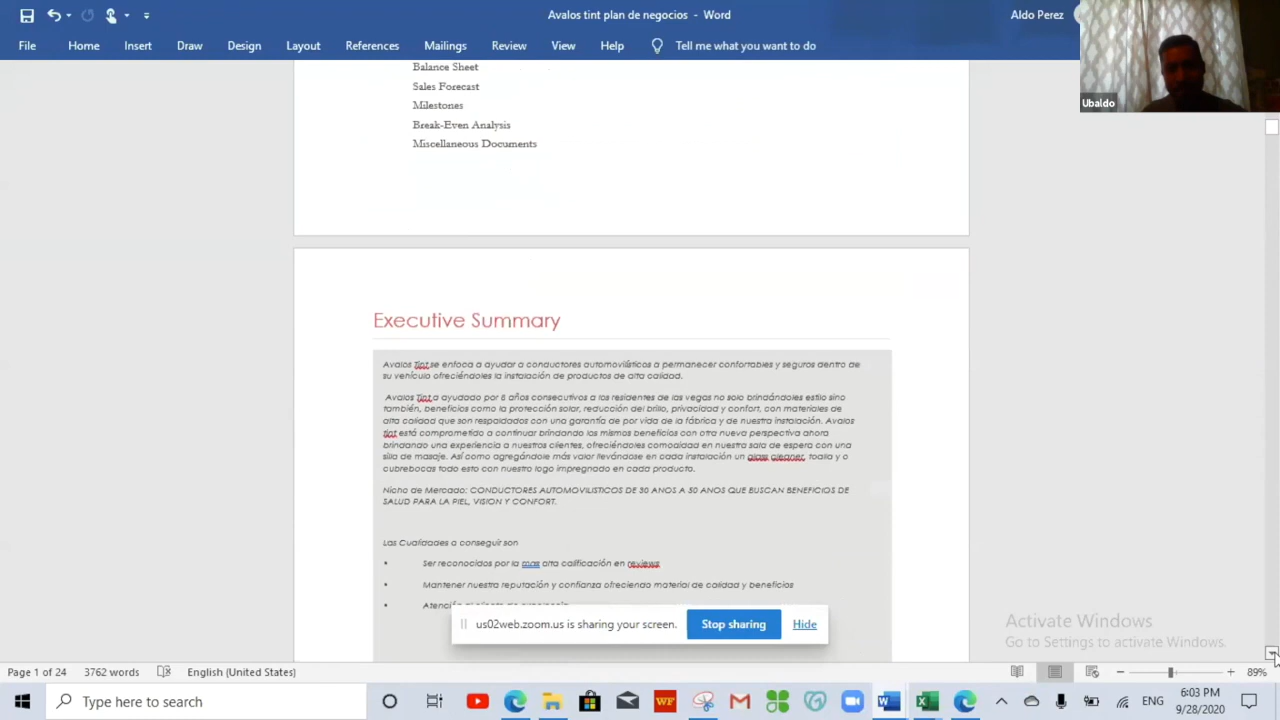 Avalos tint plan de negocios - Word
Aldo Perez
File Home Insert Draw Design Layout References Mailings Review View Help Tell me what you want to do
Ubaldo
Balance Sheet
Sales Forecast
Milestones
Break-Even Analysis
Miscellaneous Documents
Executive Summary
Avalos Tint se enfoca a ayudar a conductores automovilísticos a permanecer confortables y seguros dentro de
su vehículo ofreciéndoles la instalación de productos de alta calidad.
Avalos Tint a ayudado por 8 años consecutivos a los residentes de las vegas no solo brindándoles estilo sino
también, beneficios como la protección solar, reducción del brillo, privacidad y confort, con materiales de
alta calidad que son respaldados con una garantía de por vida de la fábrica y de nuestra instalación. Avalos
tint está comprometido a continuar brindando los mismos beneficios con otra nueva perspectiva ahora
brindando una experiencia a nuestros clientes, ofreciéndoles comodidad en nuestra sala de espera con una
silla de masaje. Así como agregándole más valor llevándose en cada instalación un glass cleaner, toalla y o
cubrebocas todo esto con nuestro logo impregnado en cada producto.
Nicho de Mercado: CONDUCTORES AUTOMOVILISTICOS DE 30 ANOS A 50 ANOS QUE BUSCAN BENEFICIOS DE
SALUD PARA LA PIEL, VISION Y CONFORT.
Las Cualidades a conseguir son
• Ser reconocidos por la mas alta calificación en reviews
• Mantener nuestra reputación y confianza ofreciendo material de calidad y beneficios
• Atención
us02web.zoom.us is sharing your screen. Stop sharing Hide
Activate Windows
Go to Settings to activate Windows.
Page 1 of 24 3762 words English (United States) 89%
Type here to search
WF
6:03 PM
9/28/2020